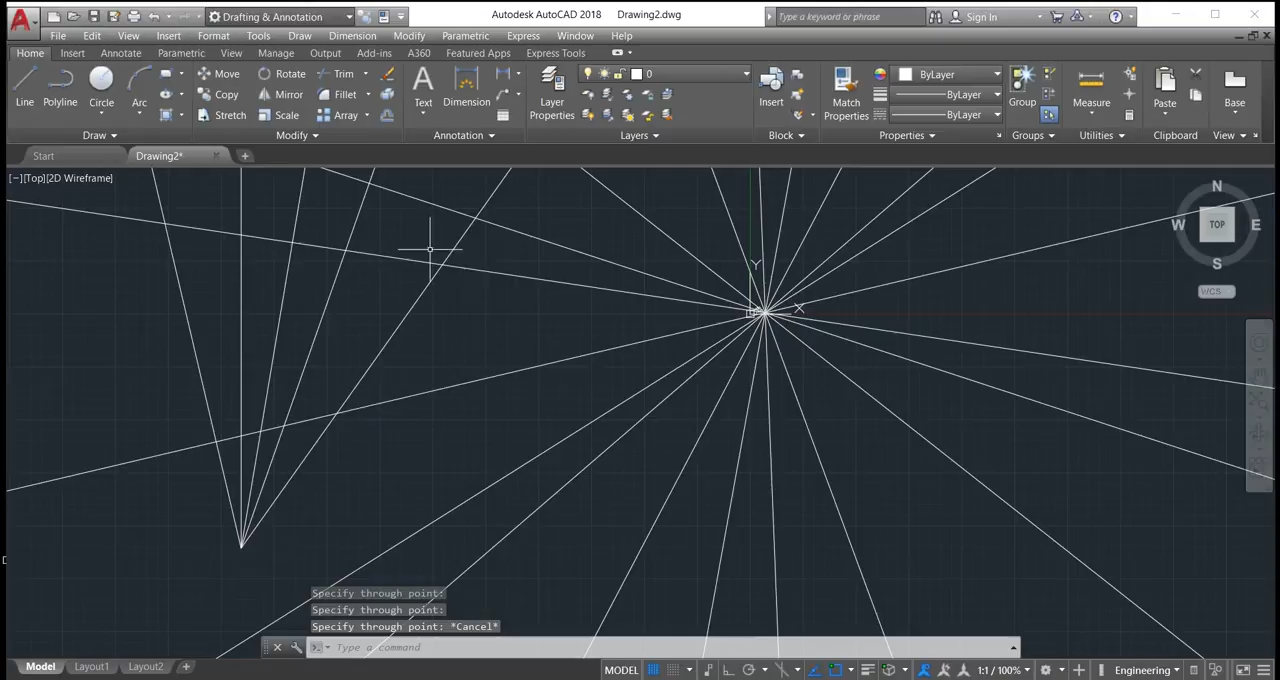 Drafting & Annotation
Autodesk AutoCAD 2018 Drawing2.dwg
Type a keyword or phrase
Sign In
File Edit View Insert Format Tools Draw Dimension Modify Parametric Express Window Help
Home Insert Annotate Parametric View Manage Output Add-ins A360 Featured Apps Express Tools
Line Polyline Circle Arc
Move Rotate Trim
Copy Mirror Fillet
Stretch Scale Array
Text Dimension
Layer Properties
0
Insert
Match Properties
ByLayer
ByLayer
ByLayer
Group
Measure
Paste
Base
Draw Modify Annotation Layers Block Properties Groups Utilities Clipboard View
Start Drawing2*
[−][Top][2D Wireframe]
N
W TOP E
S
WCS
Y
X
Specify through point:
Specify through point:
Specify through point: *Cancel*
Type a command
Model Layout1 Layout2
MODEL 1:1 / 100% Engineering